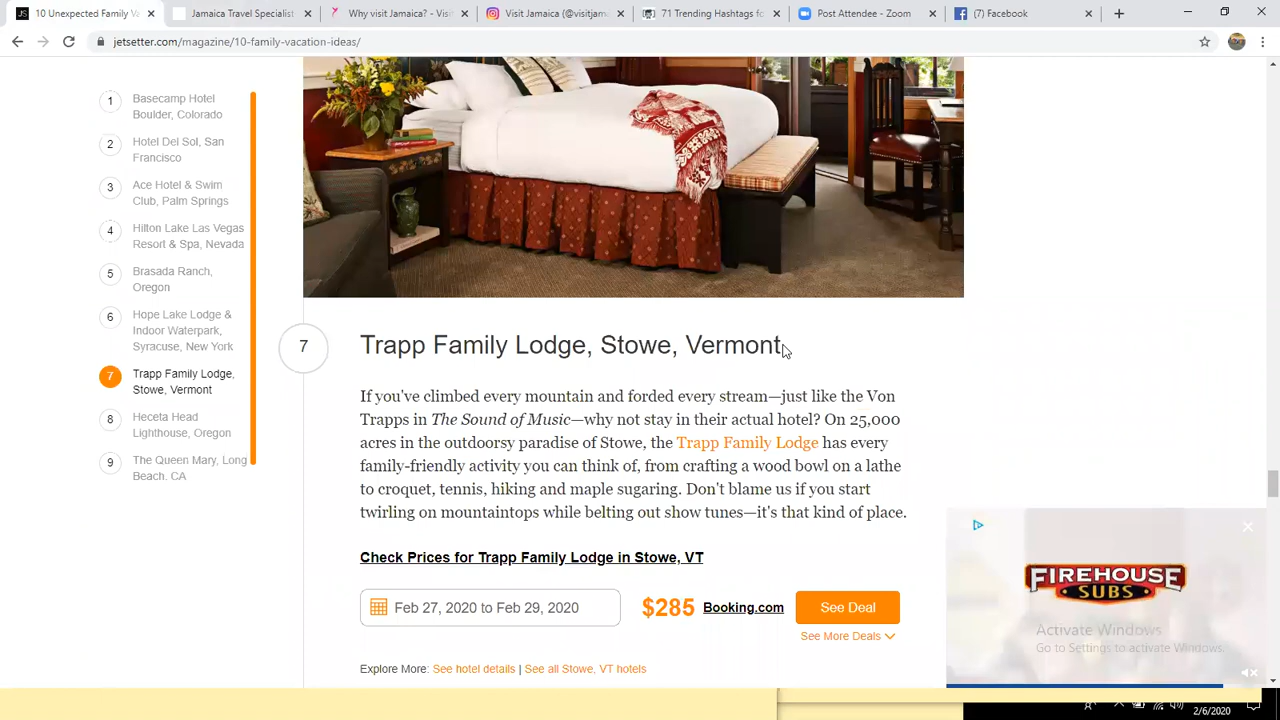 10 Unexpected Family Va
Jamaica Travel Specialist
Why visit Jamaica? - Visi
Visit Jamaica (@visitjam
71 Trending Hashtags fo
Post Attendee - Zoom
(7) Facebook
jetsetter.com/magazine/10-family-vacation-ideas/
1
Basecamp Hotel
Boulder, Colorado
2
Hotel Del Sol, San
Francisco
3
Ace Hotel & Swim
Club, Palm Springs
4
Hilton Lake Las Vegas
Resort & Spa, Nevada
5
Brasada Ranch,
Oregon
6
Hope Lake Lodge &
Indoor Waterpark,
Syracuse, New York
7
Trapp Family Lodge,
Stowe, Vermont
8
Heceta Head
Lighthouse, Oregon
9
The Queen Mary, Long
Beach, CA
7
Trapp Family Lodge, Stowe, Vermont
If you've climbed every mountain and forded every stream—just like the Von
Trapps in The Sound of Music—why not stay in their actual hotel? On 25,000
acres in the outdoorsy paradise of Stowe, the Trapp Family Lodge has every
family-friendly activity you can think of, from crafting a wood bowl on a lathe
to croquet, tennis, hiking and maple sugaring. Don't blame us if you start
twirling on mountaintops while belting out show tunes—it's that kind of place.
Check Prices for Trapp Family Lodge in Stowe, VT
Feb 27, 2020 to Feb 29, 2020
$285 Booking.com
See Deal
See More Deals
Explore More: See hotel details | See all Stowe, VT hotels
FIREHOUSE
SUBS
Activate Windows
Go to Settings to activate Windows.
2/6/2020